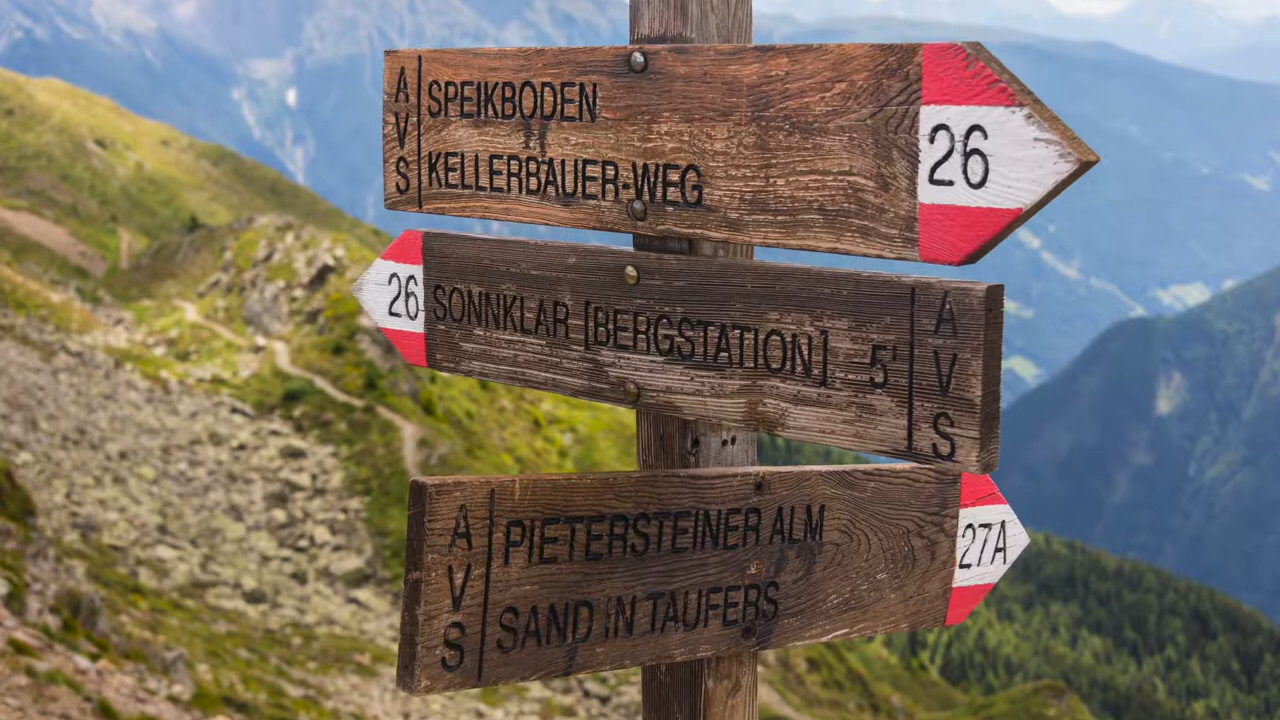 AVS
SPEIKBODEN
KELLERBAUER-WEG
26
26
SONNKLAR [BERGSTATION] 5'
AVS
AVS
PIETERSTEINER ALM
SAND IN TAUFERS
27A